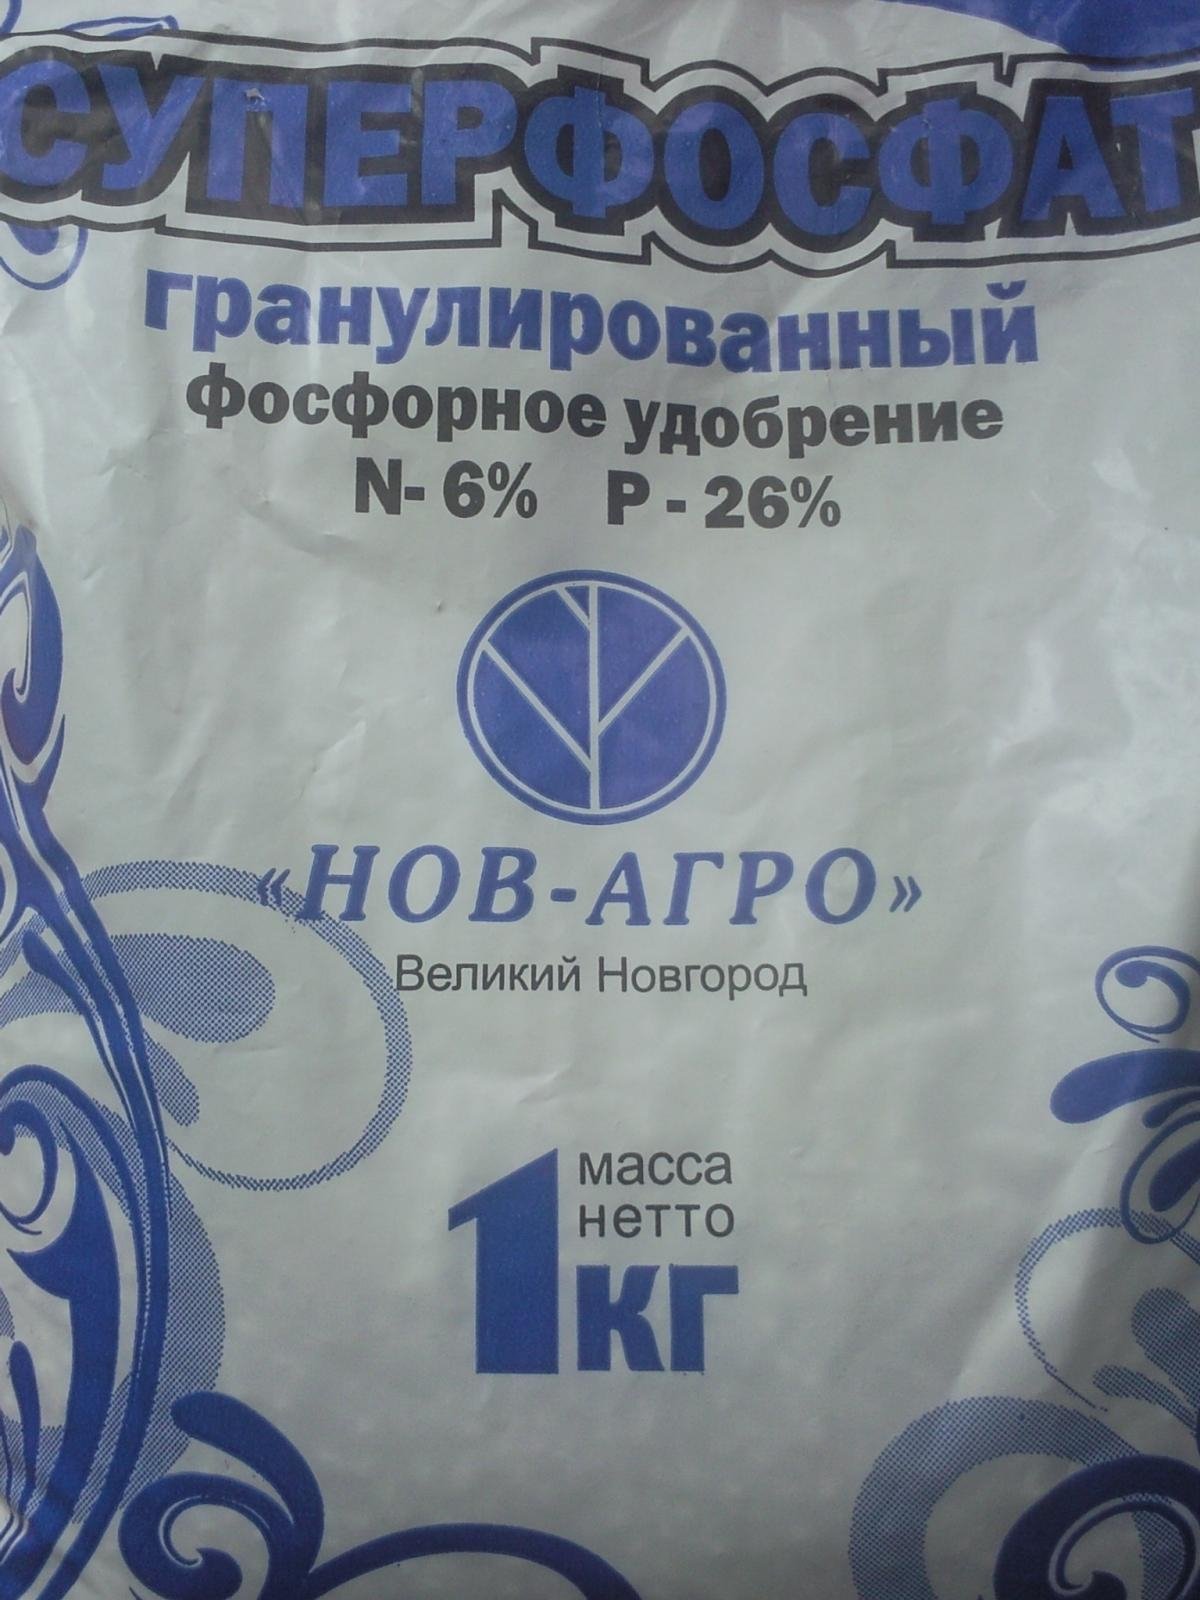 СУПЕРФОСФАТ
гранулированный
фосфорное удобрение
N- 6% P - 26%
«НОВ-АГРО»
Великий Новгород
масса
нетто
1кг